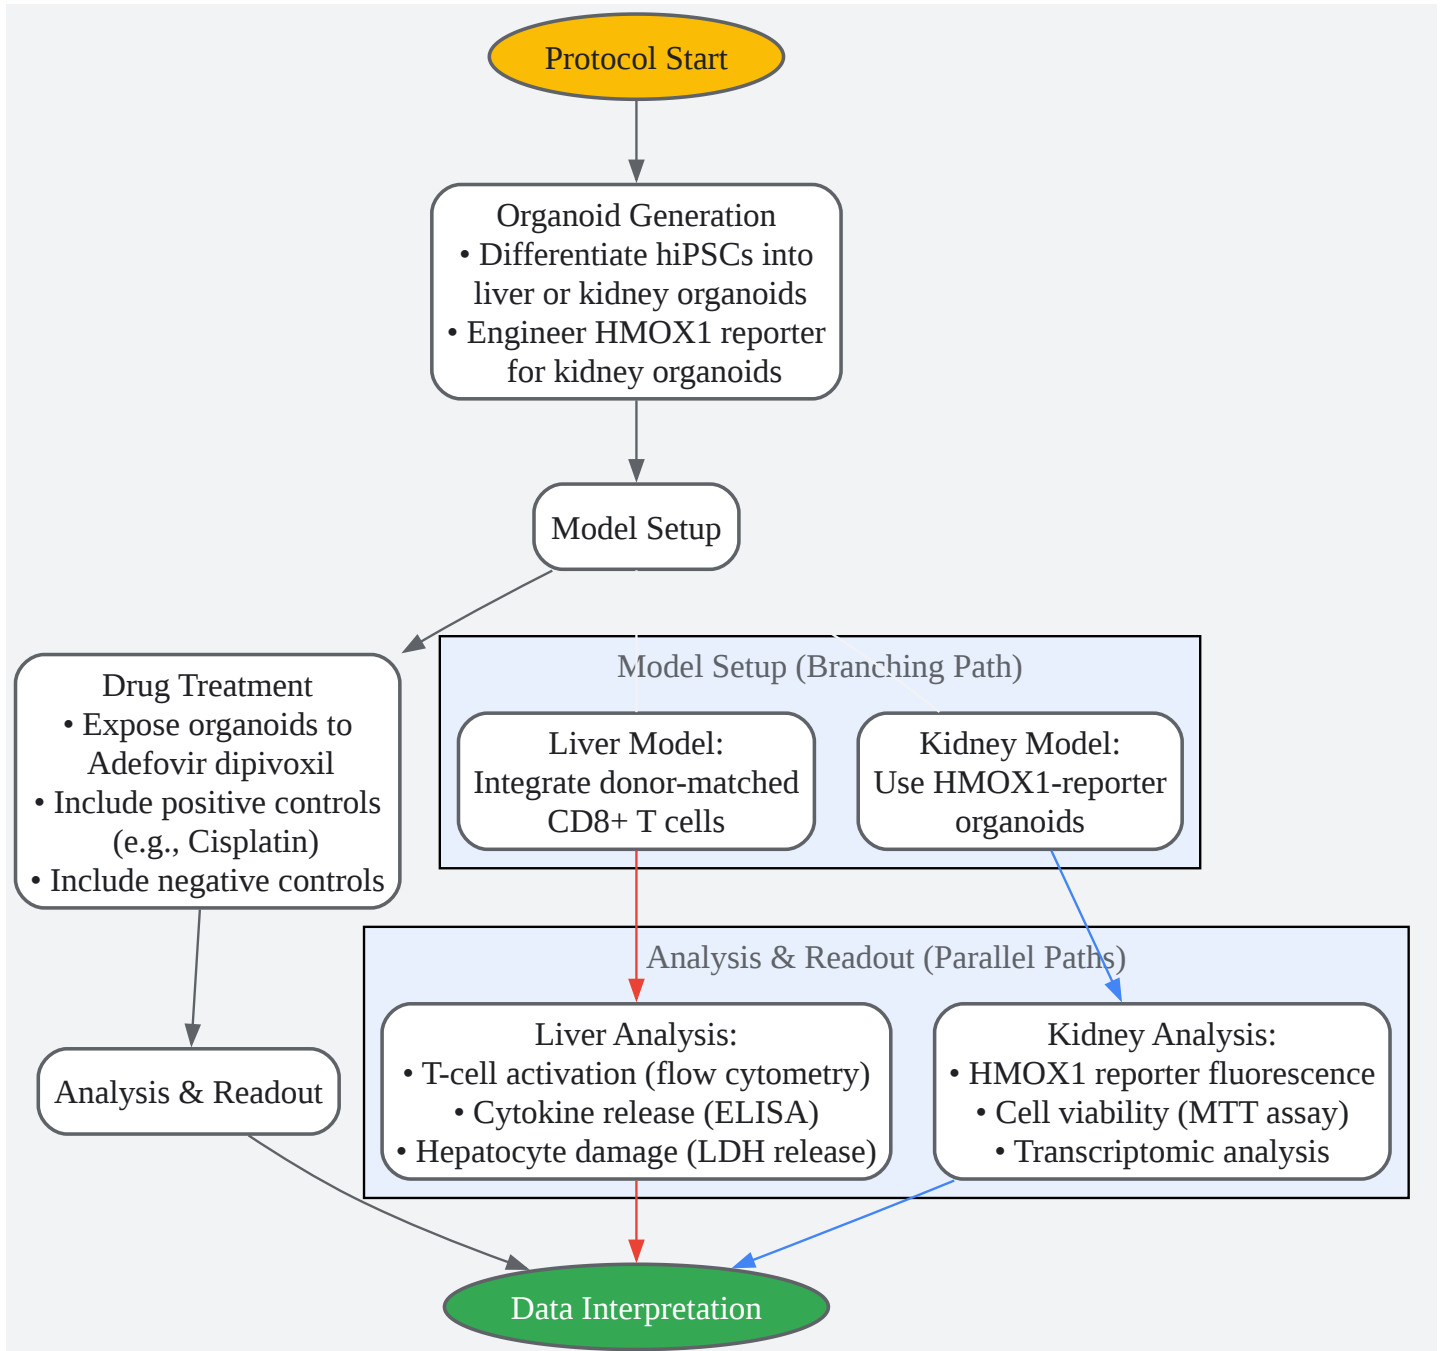 Protocol Start
Organoid Generation
• Differentiate hiPSCs into
liver or kidney organoids
• Engineer HMOX1 reporter
for kidney organoids
Model Setup
Drug Treatment
• Expose organoids to
Adefovir dipivoxil
• Include positive controls
(e.g., Cisplatin)
• Include negative controls
Model Setup (Branching Path)
Liver Model:
Integrate donor-matched
CD8+ T cells
Kidney Model:
Use HMOX1-reporter
organoids
Analysis & Readout
Analysis & Readout (Parallel Paths)
Liver Analysis:
• T-cell activation (flow cytometry)
• Cytokine release (ELISA)
• Hepatocyte damage (LDH release)
Kidney Analysis:
• HMOX1 reporter fluorescence
• Cell viability (MTT assay)
• Transcriptomic analysis
Data Interpretation